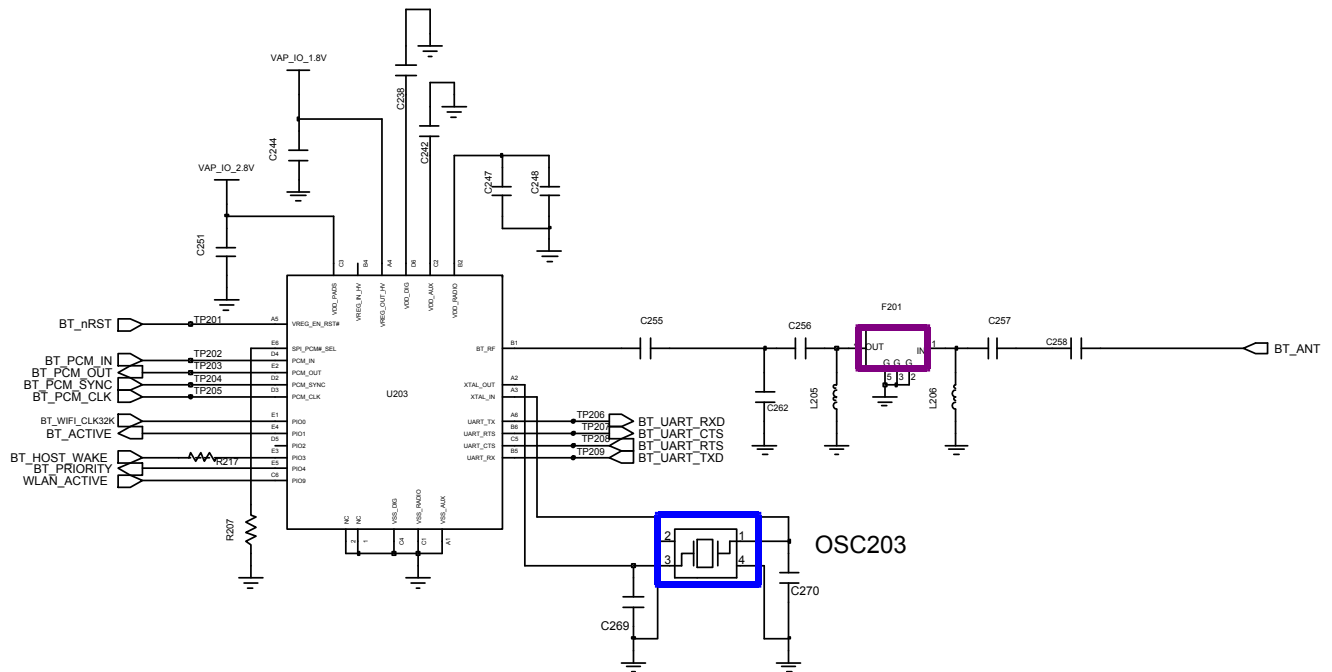 VAP_IO_1.8V
C238
C244
C242
VAP_IO_2.8V
C247
C248
C251
C3
B4
A4
D6
C2
B2
VDD_PADS
VREG_IN_HV
VREG_OUT_HV
VDD_DIG
VDD_AUX
VDD_RADIO
BT_nRST
TP201
A5
VREG_EN_RST#
E6
SPI_PCM#_SEL
BT_PCM_IN
TP202
D4
PCM_IN
BT_PCM_OUT
TP203
E2
PCM_OUT
BT_PCM_SYNC
TP204
D2
PCM_SYNC
BT_PCM_CLK
TP205
D3
PCM_CLK
U203
BT_WIFI_CLK32K
E1
PIO0
BT_ACTIVE
E4
PIO1
D5
PIO2
BT_HOST_WAKE
R217
E3
PIO3
BT_PRIORITY
E5
PIO4
WLAN_ACTIVE
C6
PIO9
BT_RF
B1
XTAL_OUT
A2
XTAL_IN
A3
UART_TX
A6
TP206
BT_UART_RXD
UART_RTS
B6
TP207
BT_UART_CTS
UART_CTS
C5
TP208
BT_UART_RTS
UART_RX
B5
TP209
BT_UART_TXD
C255
C256
F201
C257
C258
BT_ANT
OUT
IN
1
G G G
5 3 2
C262
L205
L206
R207
NC
NC
VSS_DIG
VSS_RADIO
VSS_AUX
2
1
C4
C1
A1
2
1
3
4
OSC203
C269
C270